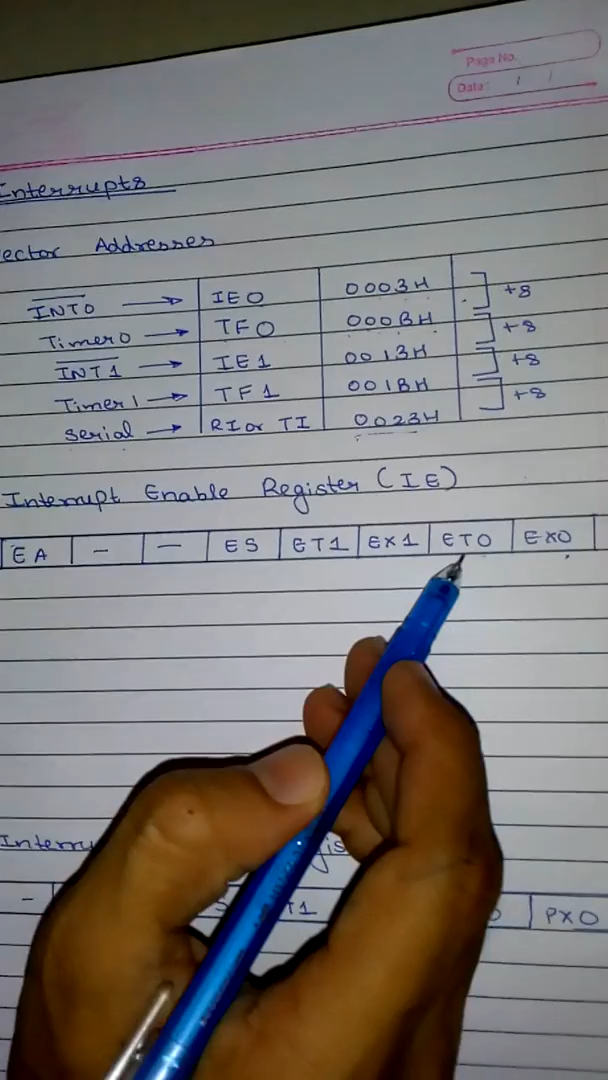 Page No.
Date: / /
Interrupts
ector Addresses
INT0 → IE0 0003H ] +8
Timer0 → TF0 000BH ] +8
INT1 → IE1 0013H ] +8
Timer1 → TF1 001BH ] +8
Serial → RI or TI 0023H
Interrupt Enable Register (IE)
EA — — ES ET1 EX1 ET0 EX0
- T1 PX0